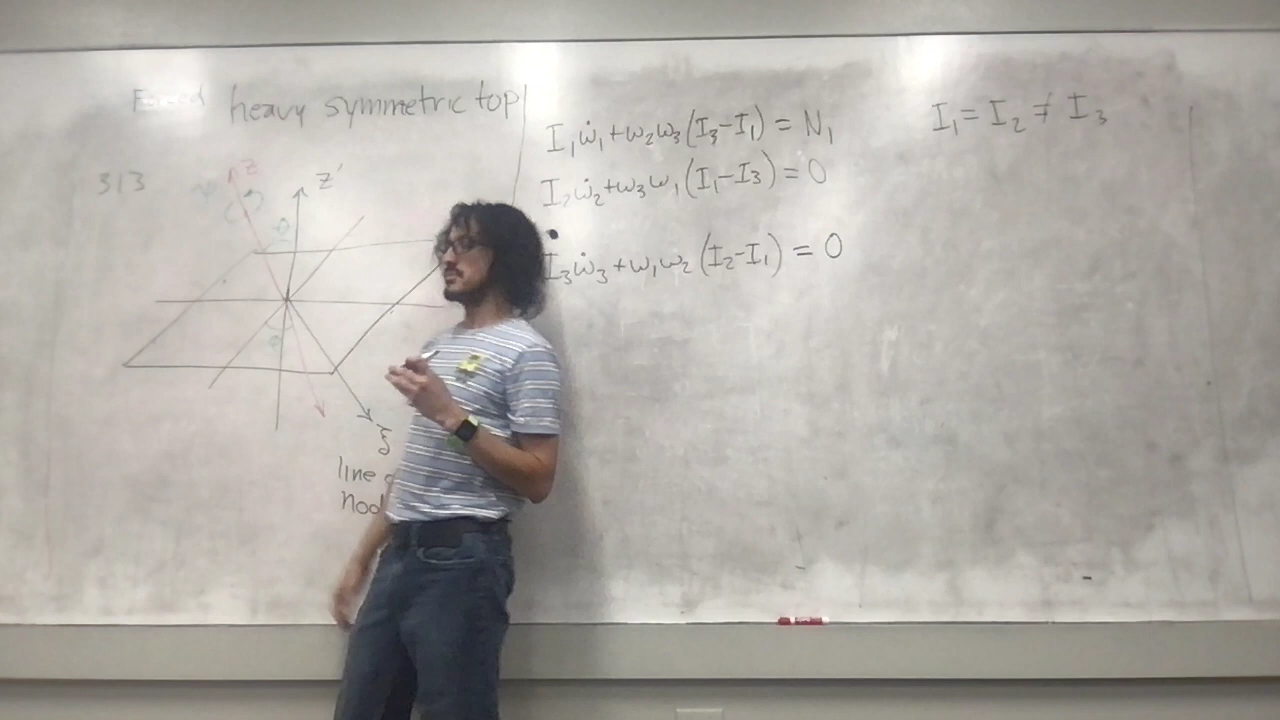 heavy symmetric top
313
z
z'
θ
θ
ξ
line
I₁ω̇₁+ω₂ω₃(I₃-I₁) = N₁
I₂ω̇₂+ω₃ω₁(I₁-I₃) = 0
I₃ω̇₃+ω₁ω₂(I₂-I₁) = 0
I₁=I₂≠I₃